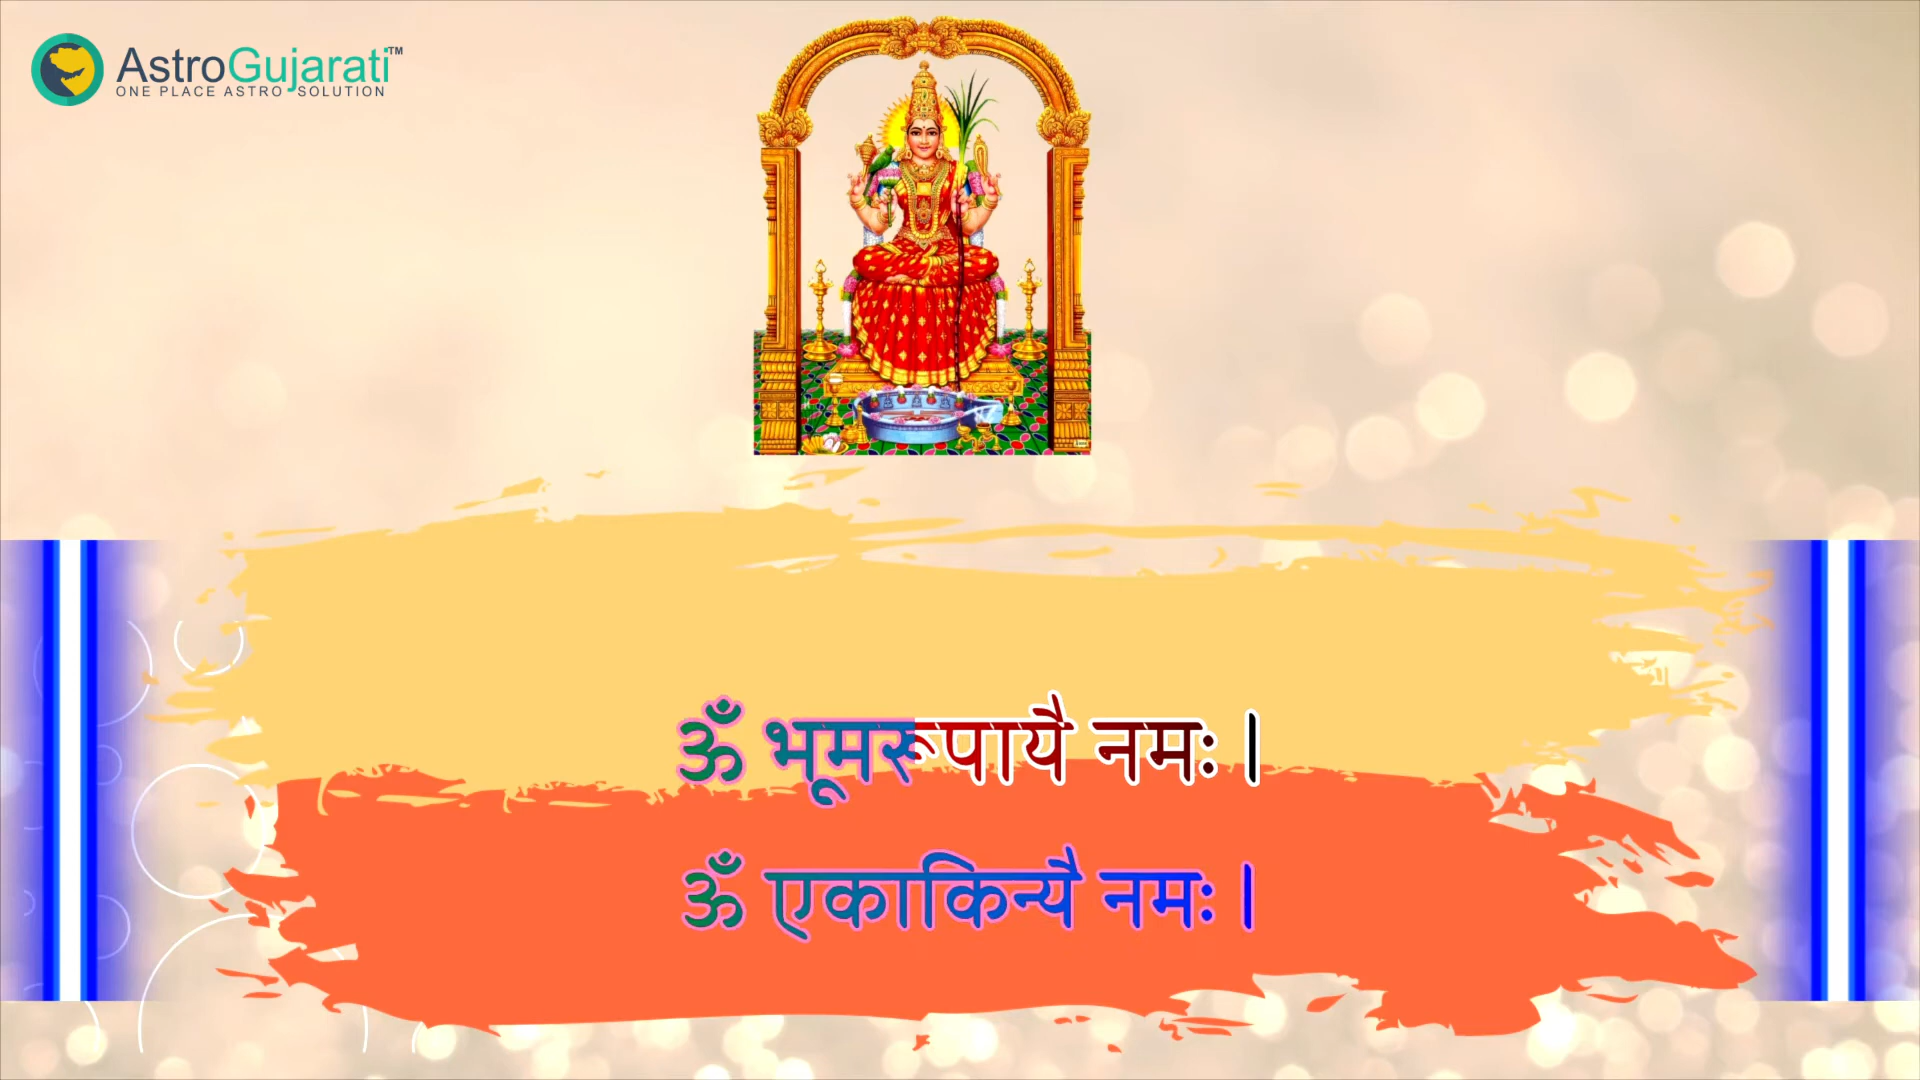 AstroGujarati™
ONE PLACE ASTRO SOLUTION
ॐ भूमरूपायै नमः।
ॐ एकाकिन्यै नमः।